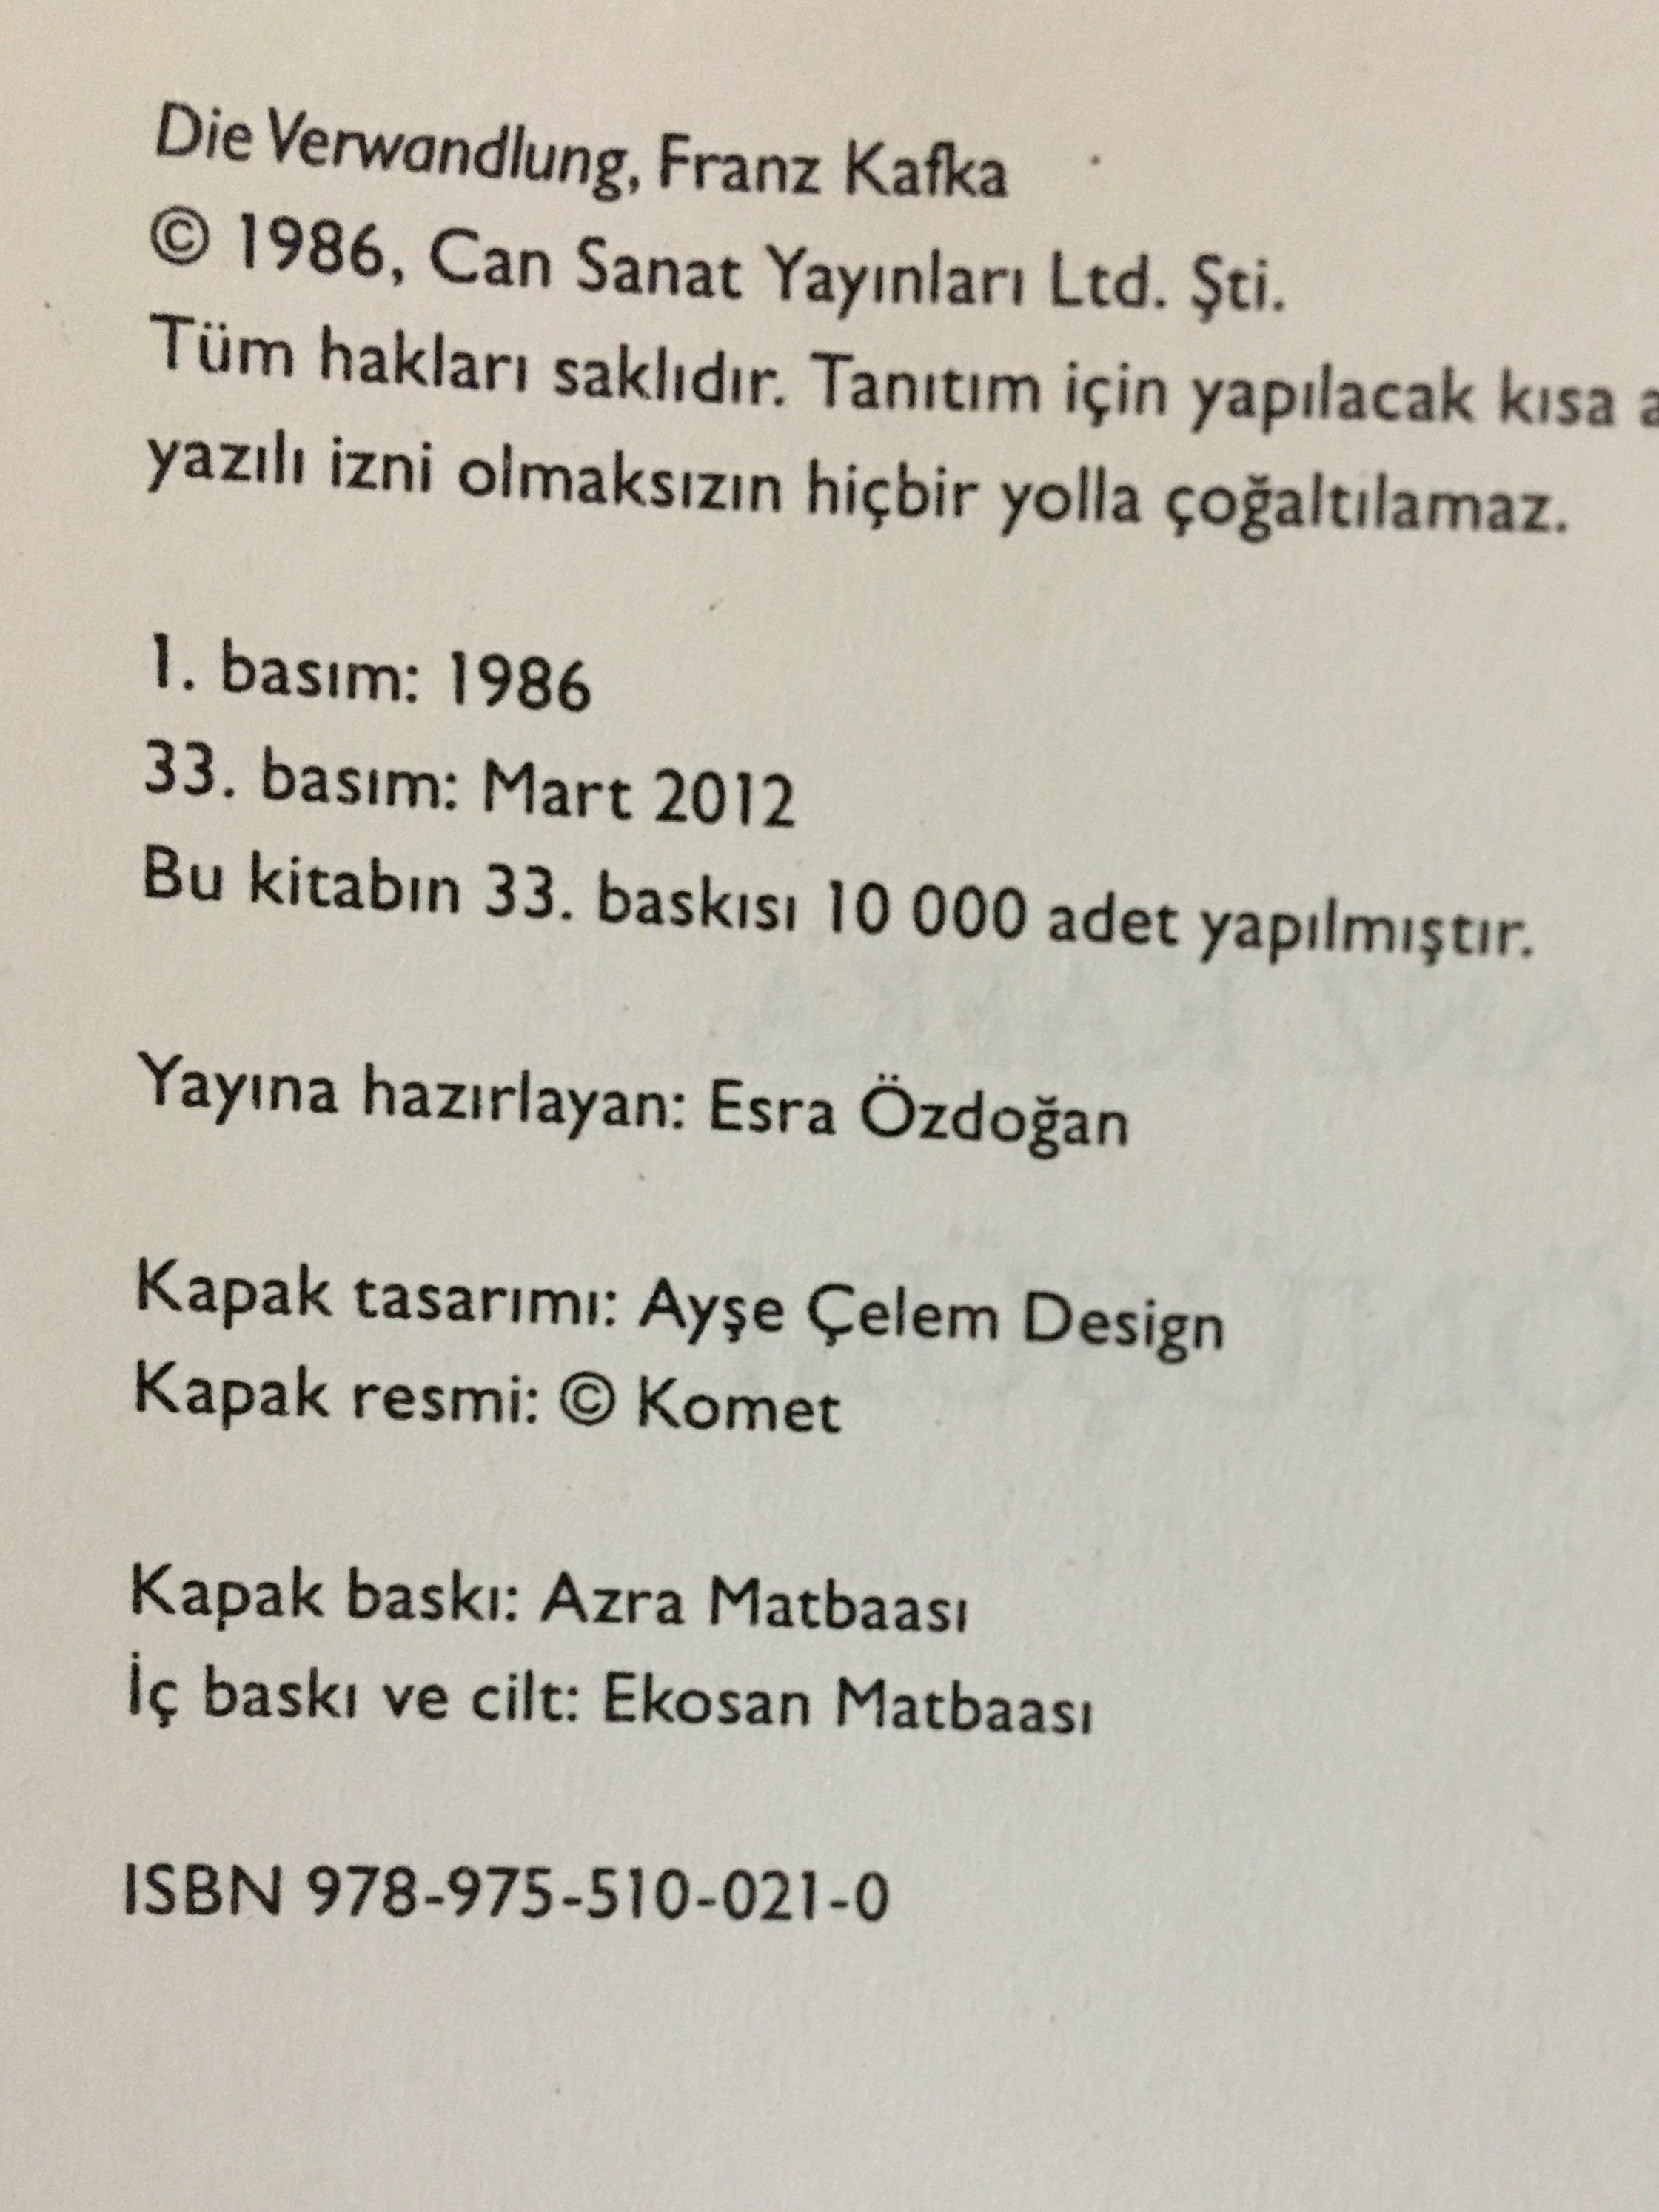 Die Verwandlung, Franz Kafka
© 1986, Can Sanat Yayınları Ltd. Şti.
Tüm hakları saklıdır. Tanıtım için yapılacak kısa
yazılı izni olmaksızın hiçbir yolla çoğaltılamaz.
1. basım: 1986
33. basım: Mart 2012
Bu kitabın 33. baskısı 10 000 adet yapılmıştır.
Yayına hazırlayan: Esra Özdoğan
Kapak tasarımı: Ayşe Çelem Design
Kapak resmi: © Komet
Kapak baskı: Azra Matbaası
İç baskı ve cilt: Ekosan Matbaası
ISBN 978-975-510-021-0